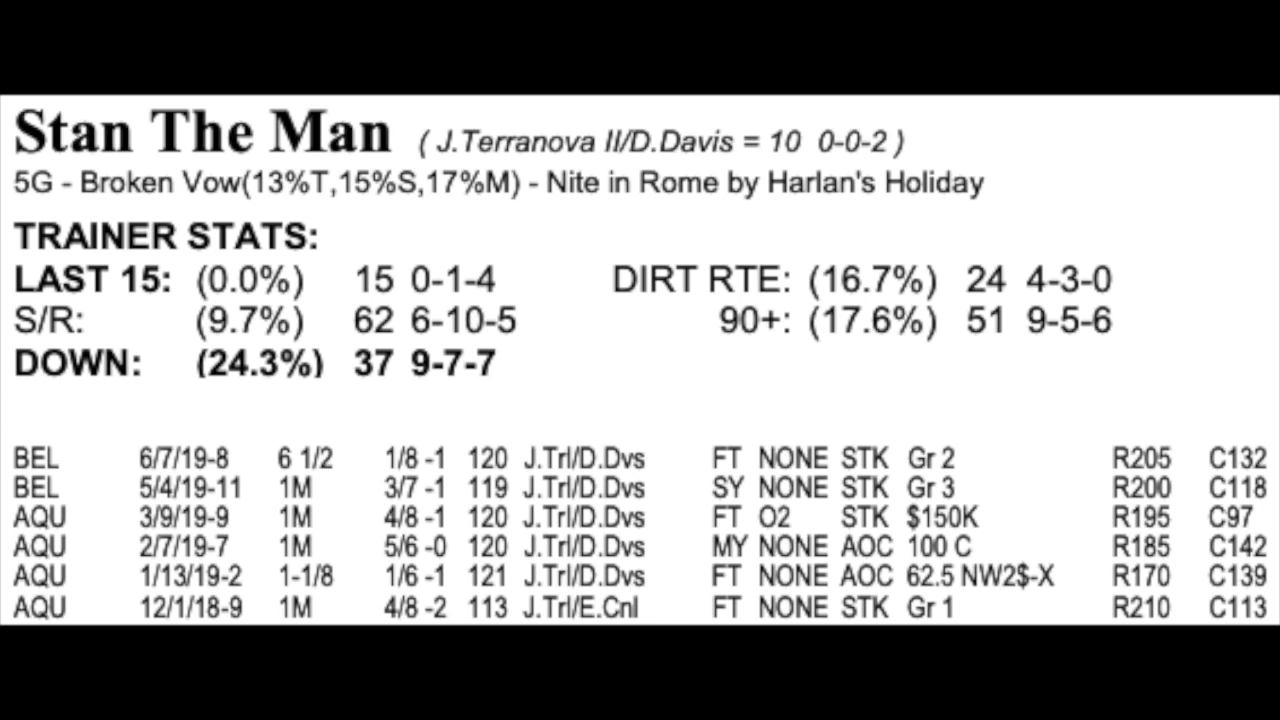 Stan The Man ( J.Terranova II/D.Davis = 10 0-0-2 )
5G - Broken Vow(13%T,15%S,17%M) - Nite in Rome by Harlan's Holiday
TRAINER STATS:
LAST 15: (0.0%) 15 0-1-4 DIRT RTE: (16.7%) 24 4-3-0
S/R: (9.7%) 62 6-10-5 90+: (17.6%) 51 9-5-6
DOWN: (24.3%) 37 9-7-7
BEL 6/7/19-8 6 1/2 1/8 -1 120 J.Trl/D.Dvs FT NONE STK Gr 2 R205 C132
BEL 5/4/19-11 1M 3/7 -1 119 J.Trl/D.Dvs SY NONE STK Gr 3 R200 C118
AQU 3/9/19-9 1M 4/8 -1 120 J.Trl/D.Dvs FT O2 STK $150K R195 C97
AQU 2/7/19-7 1M 5/6 -0 120 J.Trl/D.Dvs MY NONE AOC 100 C R185 C142
AQU 1/13/19-2 1-1/8 1/6 -1 121 J.Trl/D.Dvs FT NONE AOC 62.5 NW2$-X R170 C139
AQU 12/1/18-9 1M 4/8 -2 113 J.Trl/E.Cnl FT NONE STK Gr 1 R210 C113